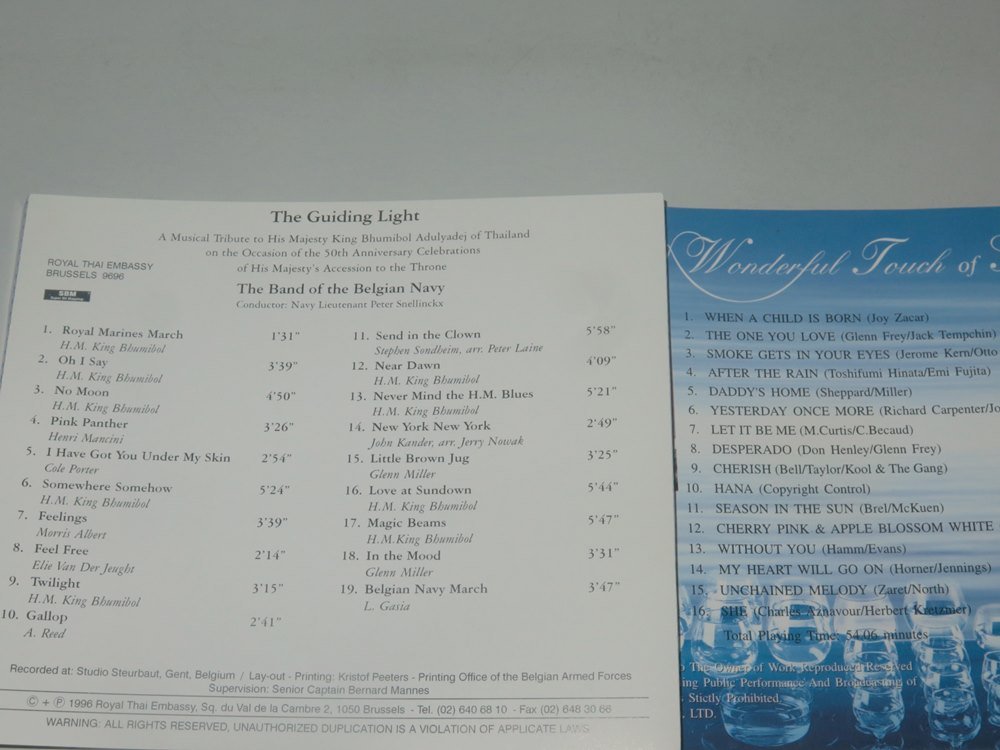 The Guiding Light
A Musical Tribute to His Majesty King Bhumibol Adulyadej of Thailand
on the Occasion of the 50th Anniversary Celebrations
of His Majesty's Accession to the Throne
ROYAL THAI EMBASSY
BRUSSELS 9696
SBM
The Band of the Belgian Navy
Conductor: Navy Lieutenant Peter Snellinckx
1. Royal Marines March 1'31"
H.M. King Bhumibol
2. Oh I Say 3'39"
H.M. King Bhumibol
3. No Moon 4'50"
H.M. King Bhumibol
4. Pink Panther 3'26"
Henri Mancini
5. I Have Got You Under My Skin 2'54"
Cole Porter
6. Somewhere Somehow 5'24"
H.M. King Bhumibol
7. Feelings 3'39"
Morris Albert
8. Feel Free 2'14"
Elie Van Der Jeught
9. Twilight 3'15"
H.M. King Bhumibol
10. Gallop 2'41"
A. Reed
11. Send in the Clown 5'58"
Stephen Sondheim, arr. Peter Laine
12. Near Dawn 4'09"
H.M. King Bhumibol
13. Never Mind the H.M. Blues 5'21"
H.M. King Bhumibol
14. New York New York 2'49"
John Kander, arr. Jerry Nowak
15. Little Brown Jug 3'25"
Glenn Miller
16. Love at Sundown 5'44"
H.M. King Bhumibol
17. Magic Beams 5'47"
H.M.King Bhumibol
18. In the Mood 3'31"
Glenn Miller
19. Belgian Navy March 3'47"
L. Gasia
Recorded at: Studio Steurbaut, Gent, Belgium / Lay-out - Printing: Kristof Peeters - Printing Office of the Belgian Armed Forces
Supervision: Senior Captain Bernard Mannes
© + ℗ 1996 Royal Thai Embassy, Sq. du Val de la Cambre 2, 1050 Brussels - Tel. (02) 640 68 10 - Fax (02) 648 30 66
WARNING: ALL RIGHTS RESERVED, UNAUTHORIZED DUPLICATION IS A VIOLATION OF APPLICATE LAWS
Wonderful Touch of
1. WHEN A CHILD IS BORN (Joy Zacar)
2. THE ONE YOU LOVE (Glenn Frey/Jack Tempchin)
3. SMOKE GETS IN YOUR EYES (Jerome Kern/Otto
4. AFTER THE RAIN (Toshifumi Hinata/Emi Fujita)
5. DADDY'S HOME (Sheppard/Miller)
6. YESTERDAY ONCE MORE (Richard Carpenter/Jo
7. LET IT BE ME (M.Curtis/C.Becaud)
8. DESPERADO (Don Henley/Glenn Frey)
9. CHERISH (Bell/Taylor/Kool & The Gang)
10. HANA (Copyright Control)
11. SEASON IN THE SUN (Brel/McKuen)
12. CHERRY PINK & APPLE BLOSSOM WHITE
13. WITHOUT YOU (Hamm/Evans)
14. MY HEART WILL GO ON (Horner/Jennings)
15. UNCHAINED MELODY (Zaret/North)
16. SHE (Charles Aznavour/Herbert Kretzmer)
Total Playing Time: 54.06 minutes
The Owner of Work Reproduced Reserved
ing Public Performance And Broadcasting of
Stictly Prohibited.
LTD.